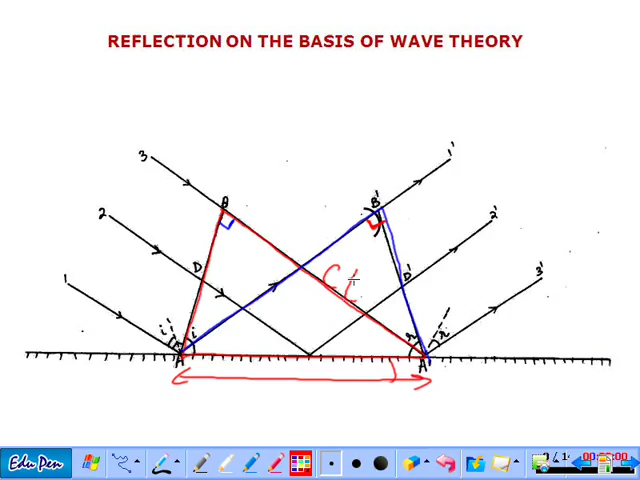 REFLECTION ON THE BASIS OF WAVE THEORY
3
1'
B
B'
2
2'
D
D'
1
3'
i'
i
r
r
A
A'
Edu Pen